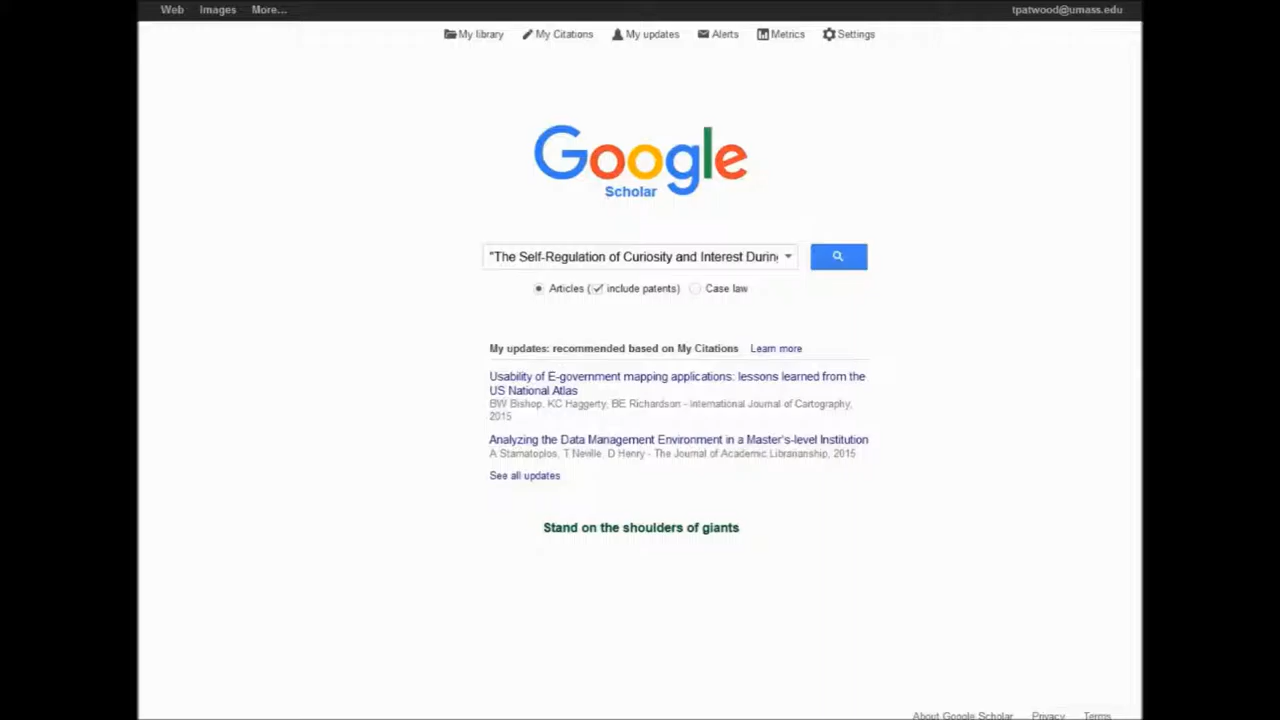 Web Images More... tpatwood@umass.edu
My library My Citations My updates Alerts Metrics Settings
Google
Scholar
"The Self-Regulation of Curiosity and Interest During
Articles (include patents) Case law
My updates: recommended based on My Citations Learn more
Usability of E-government mapping applications: lessons learned from the
US National Atlas
BW Bishop, KC Haggerty, BE Richardson - International Journal of Cartography,
2015
Analyzing the Data Management Environment in a Master's-level Institution
A Stamatoplos, T Neville, D Henry - The Journal of Academic Librarianship, 2015
See all updates
Stand on the shoulders of giants
About Google Scholar Privacy Terms